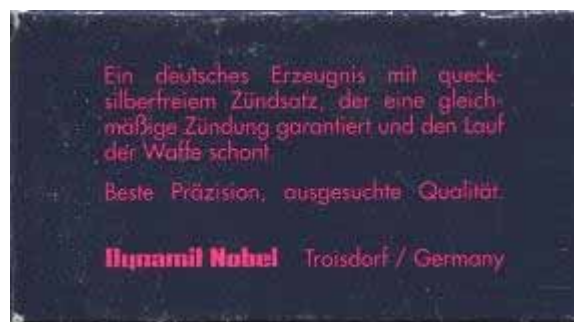 Ein deutsches Erzeugnis mit queck-
silberfreiem Zündsatz, der eine gleich-
mäßige Zündung garantiert und den Lauf
der Waffe schont
Beste Präzision, ausgesuchte Qualität.
Dynamit Nobel Troisdorf / Germany